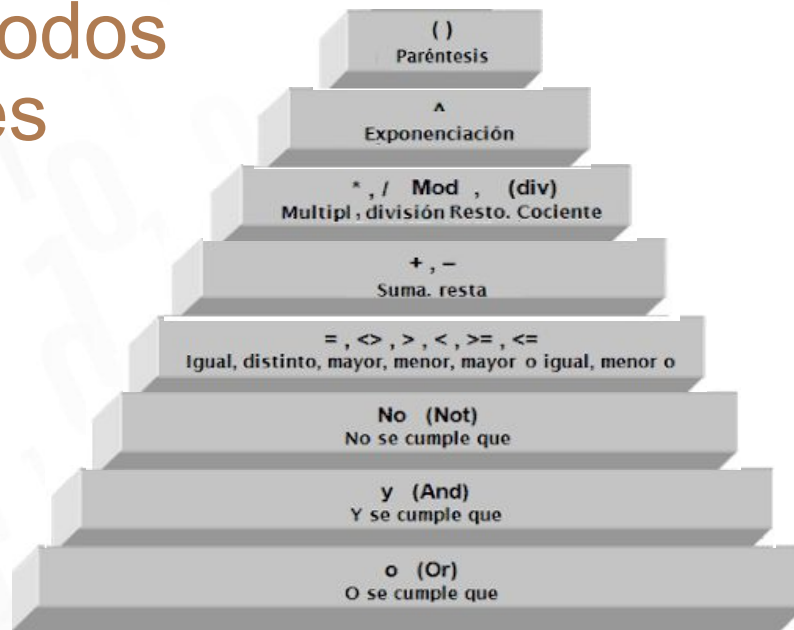 odos
es
( )
Paréntesis
^
Exponenciación
* , / Mod , (div)
Multipl , división Resto. Cociente
+ , –
Suma. resta
= , <> , > , < , >= , <=
Igual, distinto, mayor, menor, mayor o igual, menor o
No (Not)
No se cumple que
y (And)
Y se cumple que
o (Or)
O se cumple que